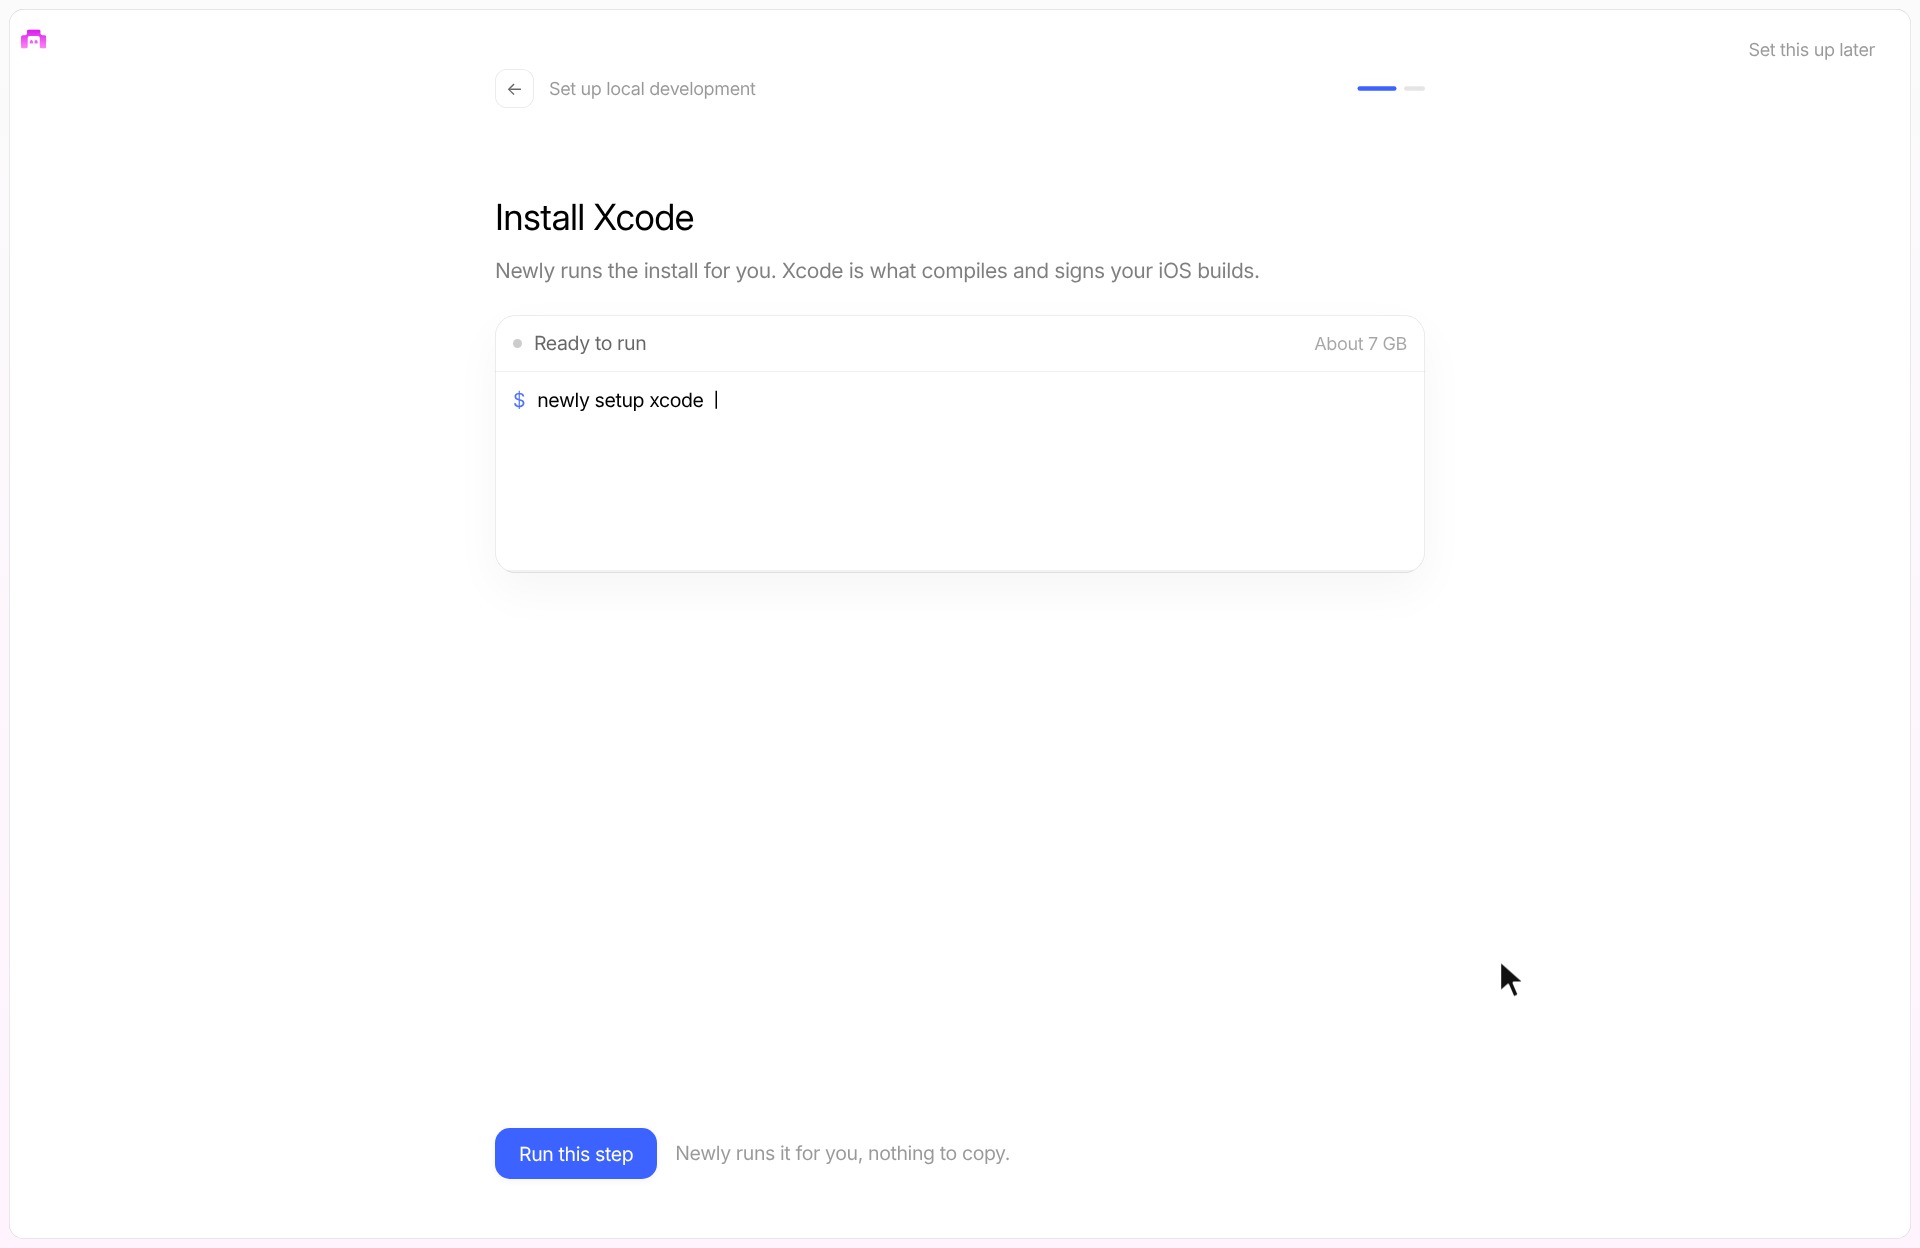 Set this up later
Set up local development
Install Xcode
Newly runs the install for you. Xcode is what compiles and signs your iOS builds.
Ready to run
About 7 GB
$ newly setup xcode
Run this step
Newly runs it for you, nothing to copy.